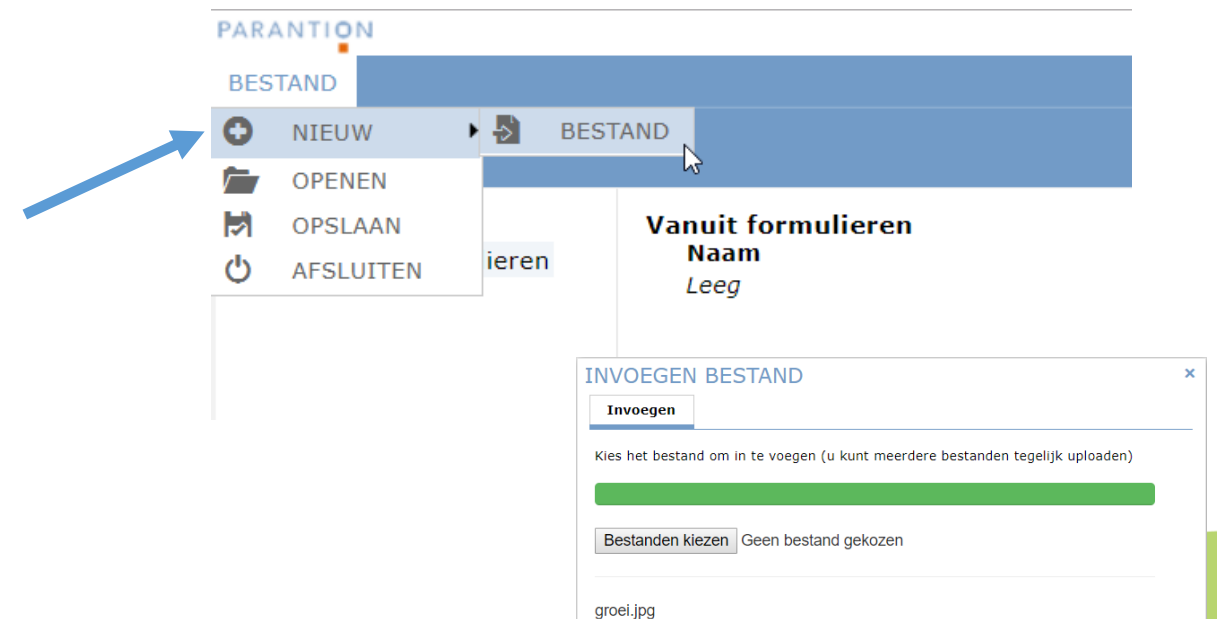 PARANTION
BESTAND
NIEUW
BESTAND
OPENEN
OPSLAAN
AFSLUITEN
ieren
Vanuit formulieren
Naam
Leeg
INVOEGEN BESTAND
×
Invoegen
Kies het bestand om in te voegen (u kunt meerdere bestanden tegelijk uploaden)
Bestanden kiezen Geen bestand gekozen
groei.jpg